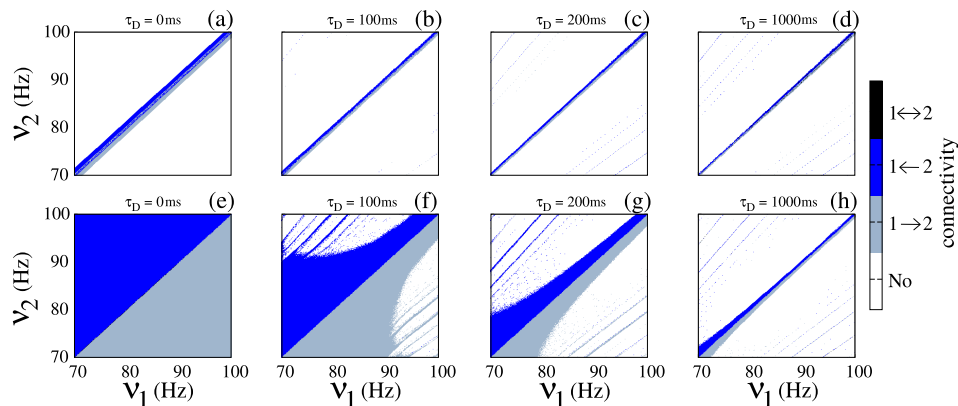 τD = 0ms (a)
τD = 100ms (b)
τD = 200ms (c)
τD = 1000ms (d)
100
90
80
70
ν2 (Hz)
τD = 0ms (e)
τD = 100ms (f)
τD = 200ms (g)
τD = 1000ms (h)
100
90
80
70
ν2 (Hz)
70 80 90 100
70 80 90 100
70 80 90 100
70 80 90 100
ν1 (Hz)
ν1 (Hz)
ν1 (Hz)
ν1 (Hz)
1↔2
1←2
1→2
No
connectivity